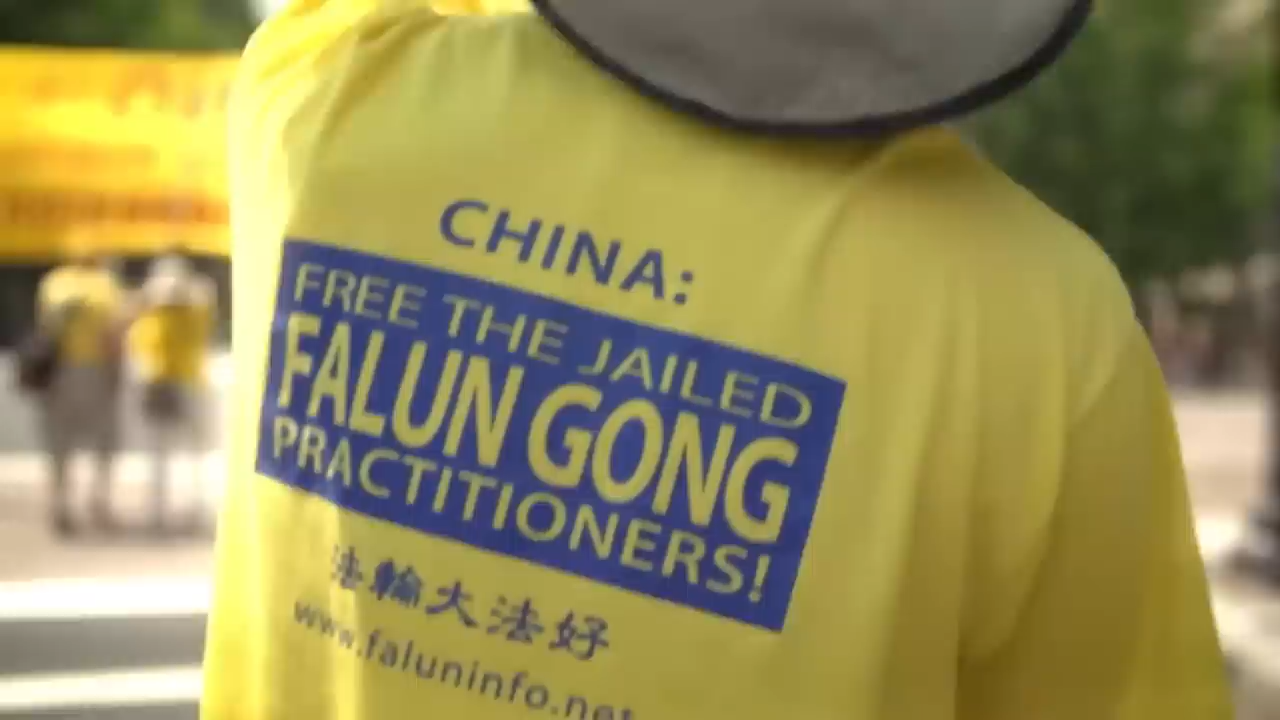 CHINA:
FREE THE JAILED
FALUN GONG
PRACTITIONERS!
法輪大法好
www.faluninfo.net